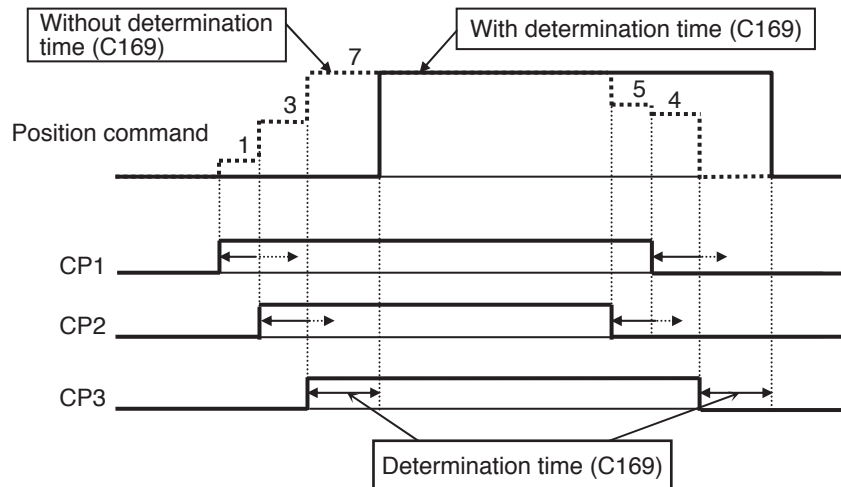 Without determination
time (C169)
With determination time (C169)
7
3
5
4
1
Position command
CP1
CP2
CP3
Determination time (C169)